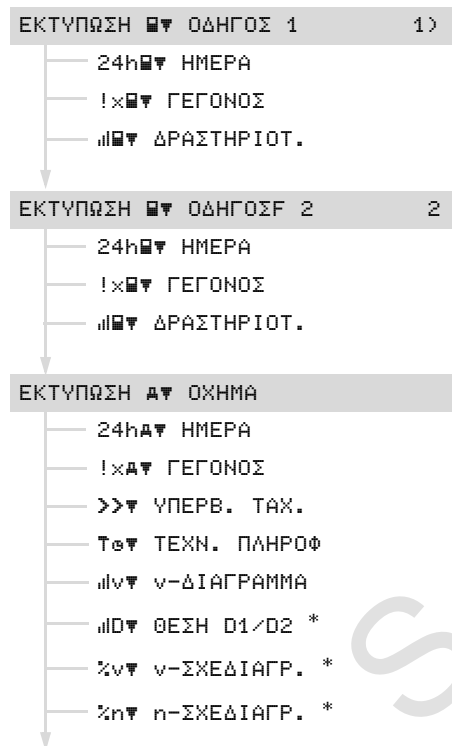 ΕΚΤΥΠΩΣΗ ΟΔΗΓΟΣ 1 1)
24h ΗΜΕΡΑ
!x ΓΕΓΟΝΟΣ
ΔΡΑΣΤΗΡΙΟΤ.
ΕΚΤΥΠΩΣΗ ΟΔΗΓΟΣF 2 2
24h ΗΜΕΡΑ
!x ΓΕΓΟΝΟΣ
ΔΡΑΣΤΗΡΙΟΤ.
ΕΚΤΥΠΩΣΗ ΟΧΗΜΑ
24h ΗΜΕΡΑ
!x ΓΕΓΟΝΟΣ
>> ΥΠΕΡΒ. ΤΑΧ.
ΤΕΧΝ. ΠΛΗΡΟΦ
v v-ΔΙΑΓΡΑΜΜΑ
D ΘΕΣΗ D1/D2 *
%v v-ΣΧΕΔΙΑΓΡ. *
%n n-ΣΧΕΔΙΑΓΡ. *